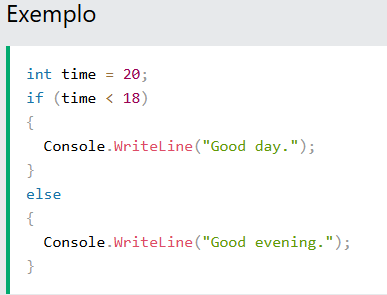 Exemplo
int time = 20;
if (time < 18)
{
  Console.WriteLine("Good day.");
}
else
{
  Console.WriteLine("Good evening.");
}